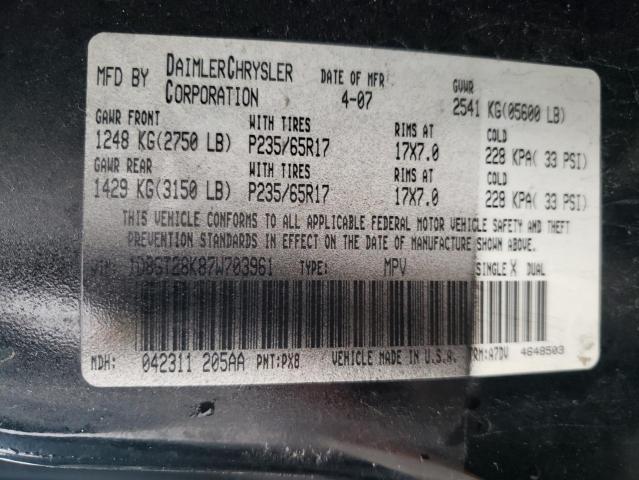 MFD BY DAIMLERCHRYSLER CORPORATION DATE OF MFR 4-07 GVWR 2541 KG(05600 LB)
GAWR FRONT WITH TIRES RIMS AT COLD
1248 KG(2750 LB) P235/65R17 17X7.0 228 KPA( 33 PSI)
GAWR REAR WITH TIRES RIMS AT COLD
1429 KG(3150 LB) P235/65R17 17X7.0 228 KPA( 33 PSI)
THIS VEHICLE CONFORMS TO ALL APPLICABLE FEDERAL MOTOR VEHICLE SAFETY AND THEFT
PREVENTION STANDARDS IN EFFECT ON THE DATE OF MANUFACTURE SHOWN ABOVE.
VIN: 1D8GT28K87W703961 TYPE: MPV SINGLE X DUAL
MDH: 042311 205AA PNT:PX8 VEHICLE MADE IN U.S.A. TRM:A7DV 4648503